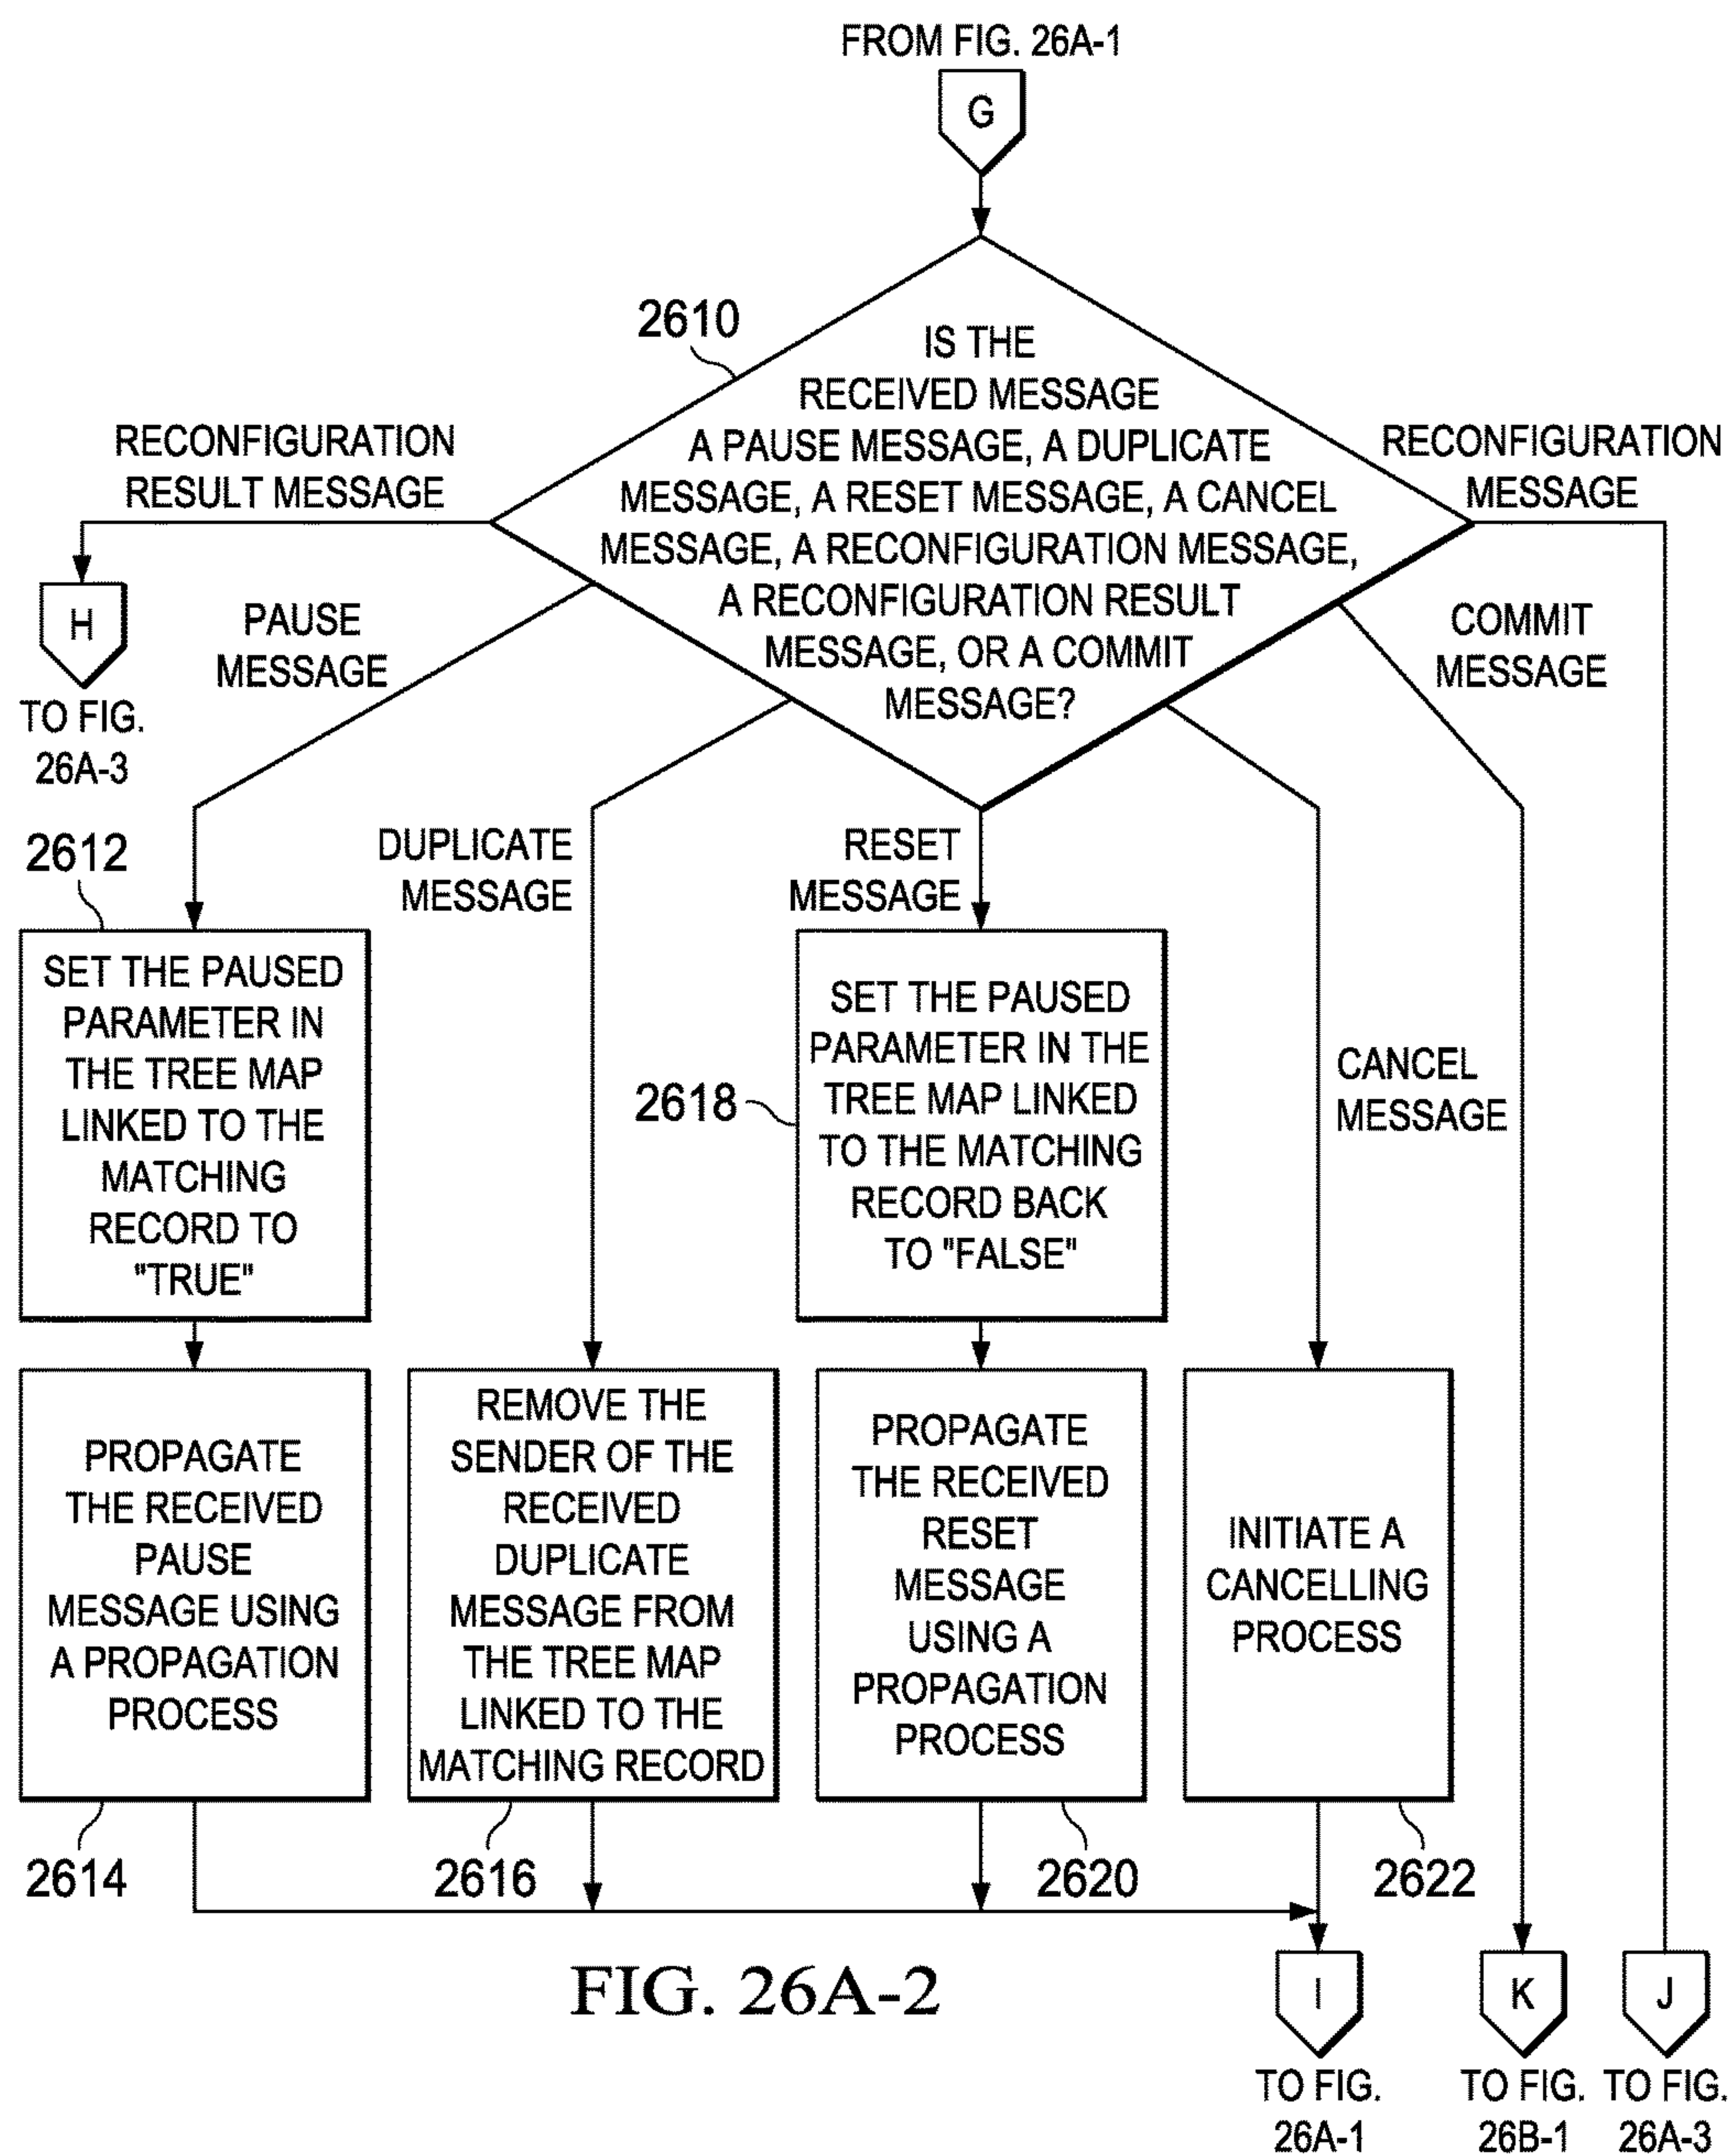 FROM FIG. 26A-1
G
2610
IS THE
RECEIVED MESSAGE
A PAUSE MESSAGE, A DUPLICATE
MESSAGE, A RESET MESSAGE, A CANCEL
MESSAGE, A RECONFIGURATION MESSAGE,
A RECONFIGURATION RESULT
MESSAGE, OR A COMMIT
MESSAGE?
RECONFIGURATION
RESULT MESSAGE
H
TO FIG.
26A-3
PAUSE
MESSAGE
RECONFIGURATION
MESSAGE
COMMIT
MESSAGE
DUPLICATE
MESSAGE
RESET
MESSAGE
CANCEL
MESSAGE
2612
SET THE PAUSED
PARAMETER IN
THE TREE MAP
LINKED TO THE
MATCHING
RECORD TO
"TRUE"
2618
SET THE PAUSED
PARAMETER IN THE
TREE MAP LINKED
TO THE MATCHING
RECORD BACK
TO "FALSE"
PROPAGATE
THE RECEIVED
PAUSE
MESSAGE USING
A PROPAGATION
PROCESS
2614
REMOVE THE
SENDER OF THE
RECEIVED
DUPLICATE
MESSAGE FROM
THE TREE MAP
LINKED TO THE
MATCHING RECORD
2616
PROPAGATE
THE RECEIVED
RESET
MESSAGE
USING A
PROPAGATION
PROCESS
2620
INITIATE A
CANCELLING
PROCESS
2622
I
TO FIG.
26A-1
K
TO FIG.
26B-1
J
TO FIG.
26A-3
FIG. 26A-2